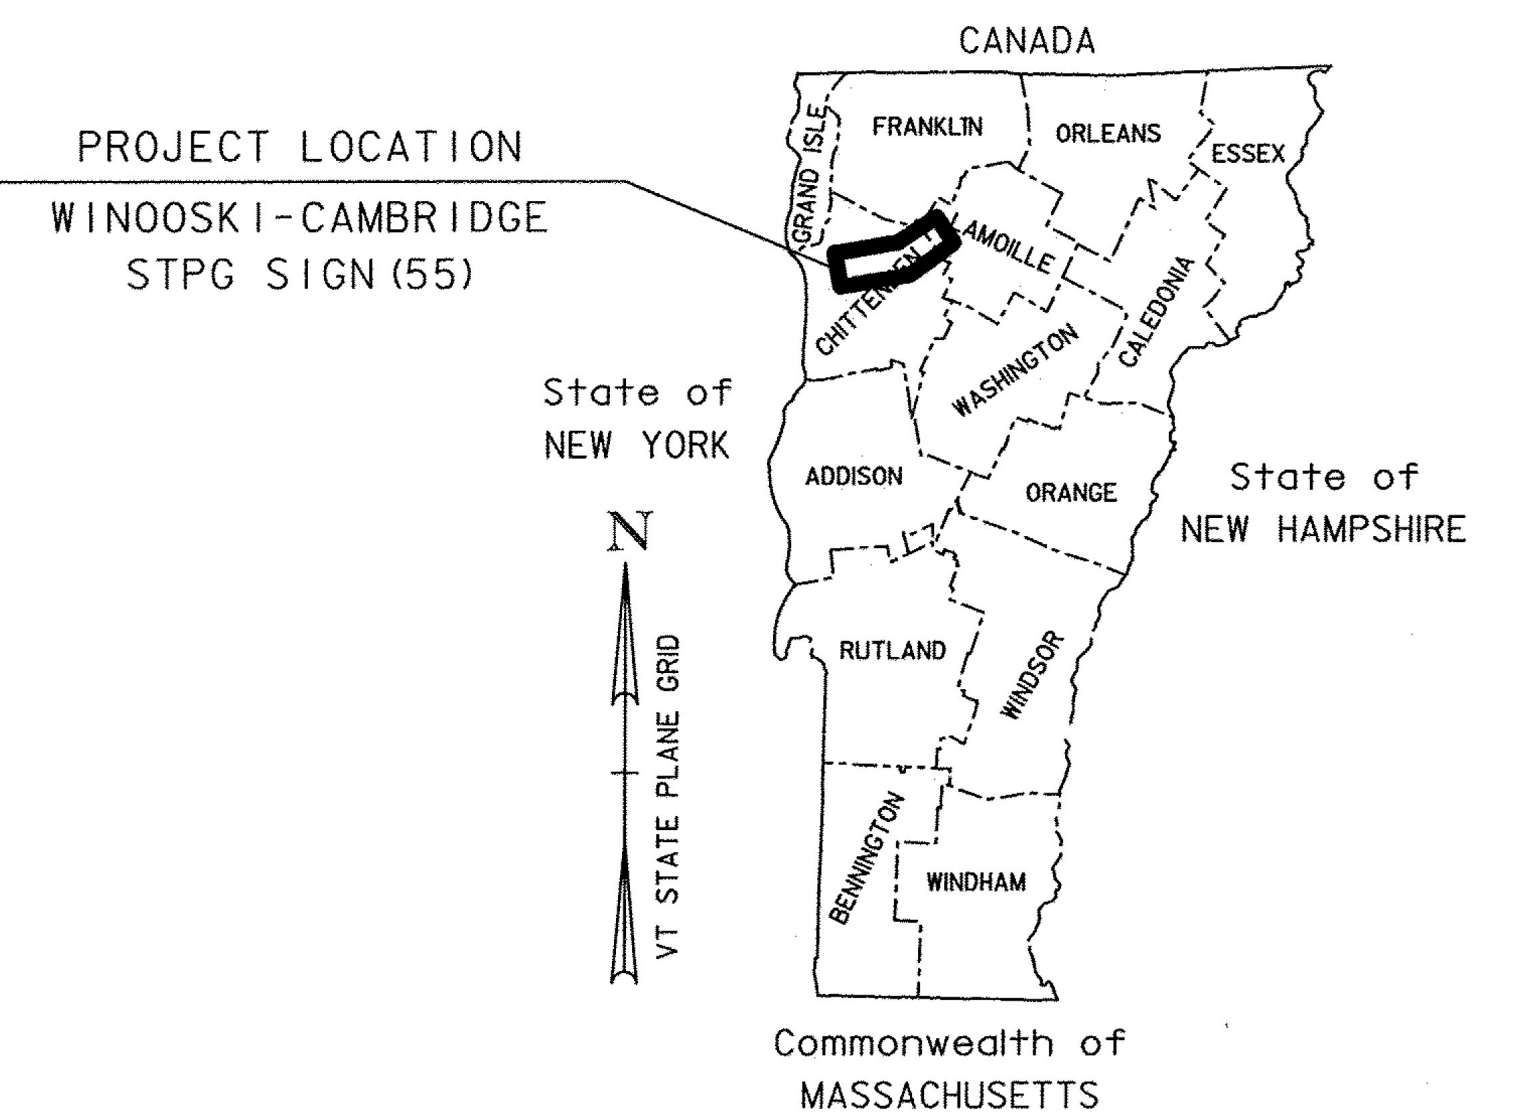 CANADA
PROJECT LOCATION
WINOOSKI-CAMBRIDGE
STPG SIGN (55)
GRAND ISLE
FRANKLIN
ORLEANS
ESSEX
LAMOILLE
CHITTENDEN
CALEDONIA
WASHINGTON
State of
NEW YORK
ADDISON
ORANGE
State of
NEW HAMPSHIRE
N
VT STATE PLANE GRID
RUTLAND
WINDSOR
BENNINGTON
WINDHAM
Commonwealth of
MASSACHUSETTS